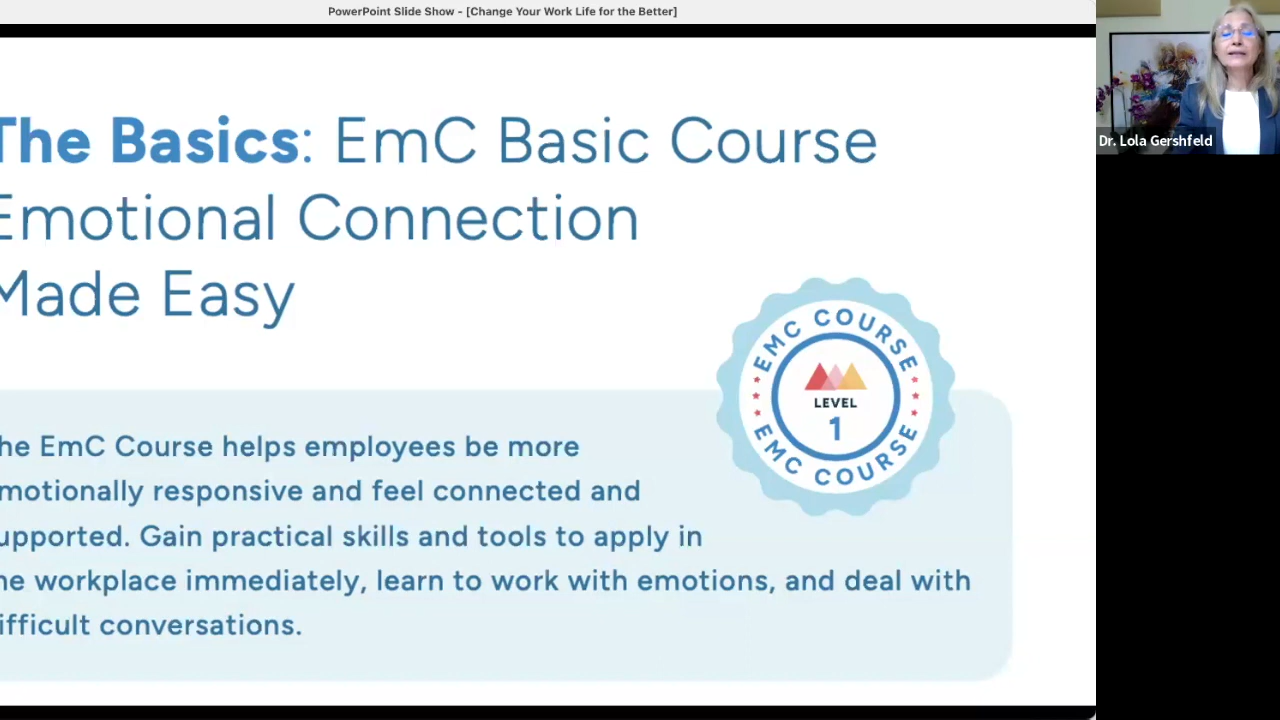 PowerPoint Slide Show - [Change Your Work Life for the Better]
The Basics: EmC Basic Course
Emotional Connection
Made Easy
EMC COURSE
LEVEL
1
EMC COURSE
he EmC Course helps employees be more
motionally responsive and feel connected and
upported. Gain practical skills and tools to apply in
he workplace immediately, learn to work with emotions, and deal with
ifficult conversations.
Dr. Lola Gershfeld